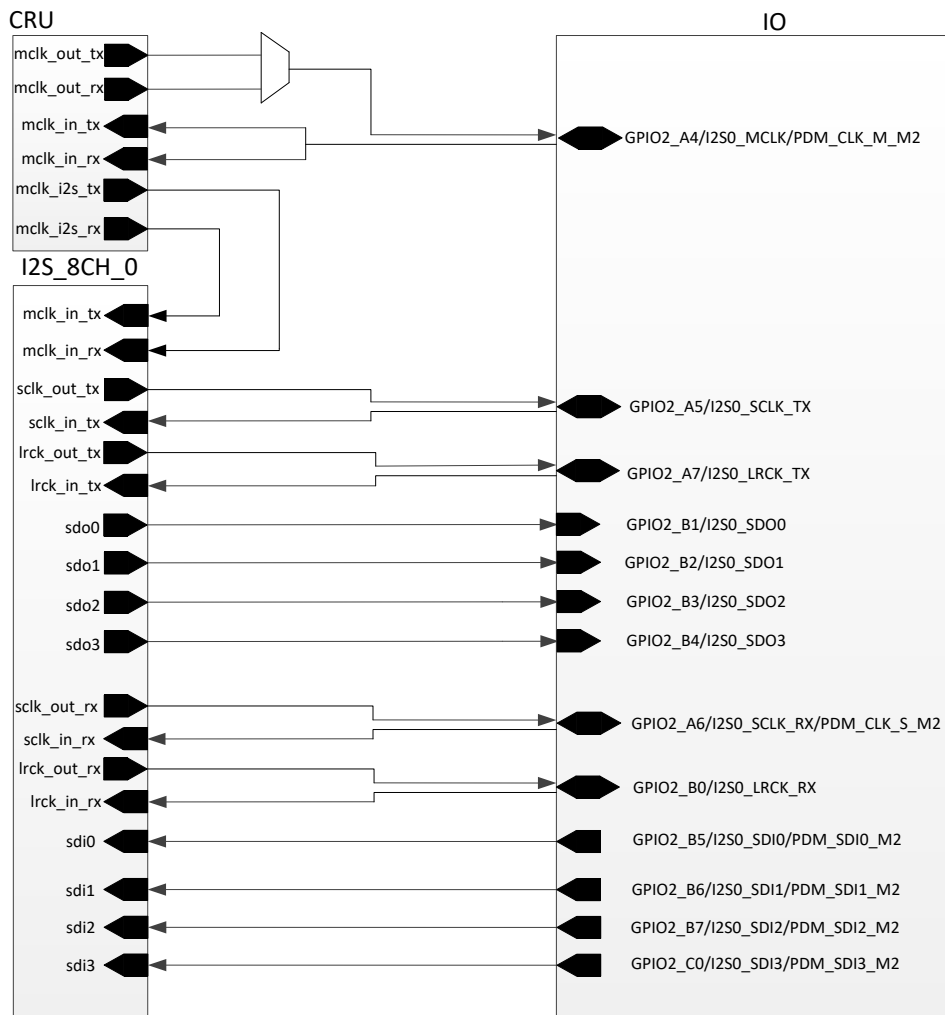 CRU
IO
mclk_out_tx
mclk_out_rx
mclk_in_tx
mclk_in_rx
mclk_i2s_tx
mclk_i2s_rx
GPIO2_A4/I2S0_MCLK/PDM_CLK_M_M2
I2S_8CH_0
mclk_in_tx
mclk_in_rx
sclk_out_tx
sclk_in_tx
GPIO2_A5/I2S0_SCLK_TX
lrck_out_tx
lrck_in_tx
GPIO2_A7/I2S0_LRCK_TX
sdo0
GPIO2_B1/I2S0_SDO0
sdo1
GPIO2_B2/I2S0_SDO1
sdo2
GPIO2_B3/I2S0_SDO2
sdo3
GPIO2_B4/I2S0_SDO3
sclk_out_rx
sclk_in_rx
GPIO2_A6/I2S0_SCLK_RX/PDM_CLK_S_M2
lrck_out_rx
lrck_in_rx
GPIO2_B0/I2S0_LRCK_RX
sdi0
GPIO2_B5/I2S0_SDI0/PDM_SDI0_M2
sdi1
GPIO2_B6/I2S0_SDI1/PDM_SDI1_M2
sdi2
GPIO2_B7/I2S0_SDI2/PDM_SDI2_M2
sdi3
GPIO2_C0/I2S0_SDI3/PDM_SDI3_M2